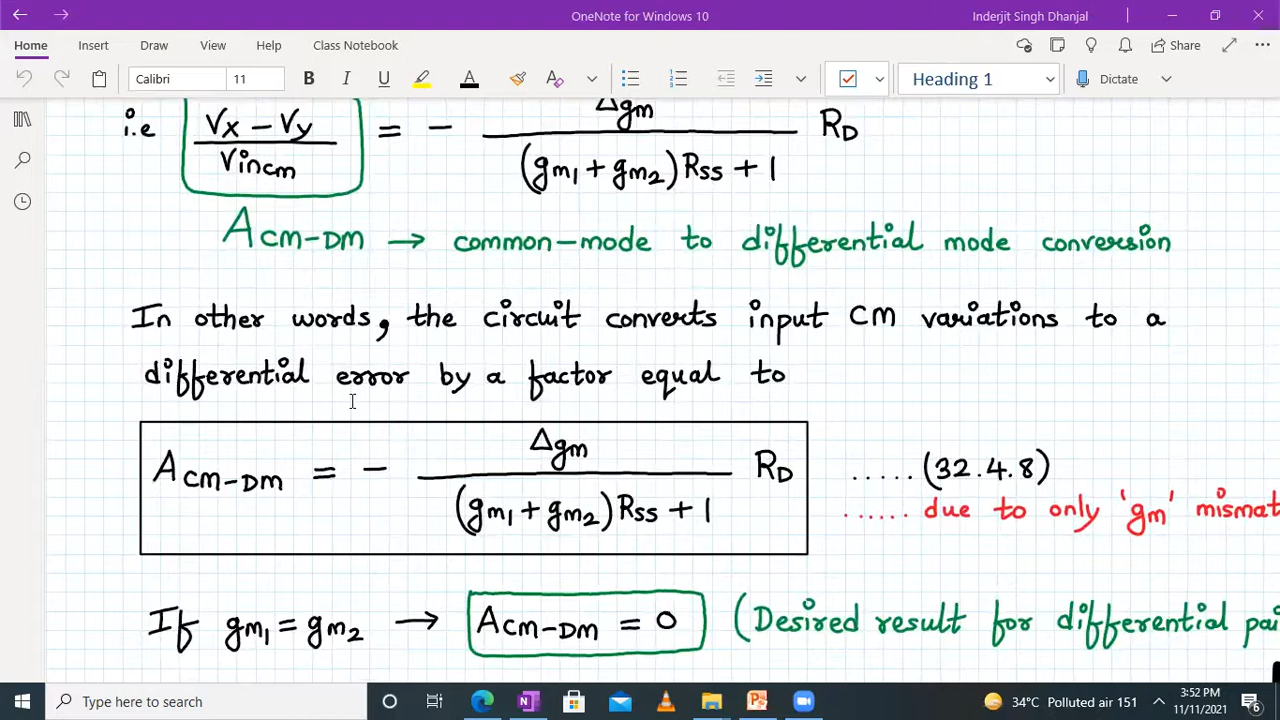 OneNote for Windows 10
Inderjit Singh Dhanjal
Home Insert Draw View Help Class Notebook
Share
Calibri 11 B I U A Heading 1 Dictate
i.e Vx - Vy / Vincm = - Δgm / (gm1 + gm2) Rss + 1 RD
ACM-DM → common-mode to differential mode conversion
In other words, the circuit converts input CM variations to a
differential error by a factor equal to
ACM-DM = - Δgm / (gm1 + gm2) Rss + 1 RD ..... (32.4.8)
...... due to only 'gm' mismat
If gm1 = gm2 → ACM-DM = 0 (Desired result for differential pai
Type here to search
34°C Polluted air 151
3:52 PM
11/11/2021
6